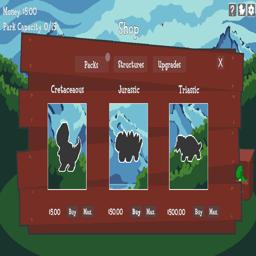 Money: $500
Park Capacity 0/15
Shop
Packs Structures Upgrades X
Cretaceous Jurassic Triassic
$5.00 Buy Max $50.00 Buy Max $500.00 Buy Max